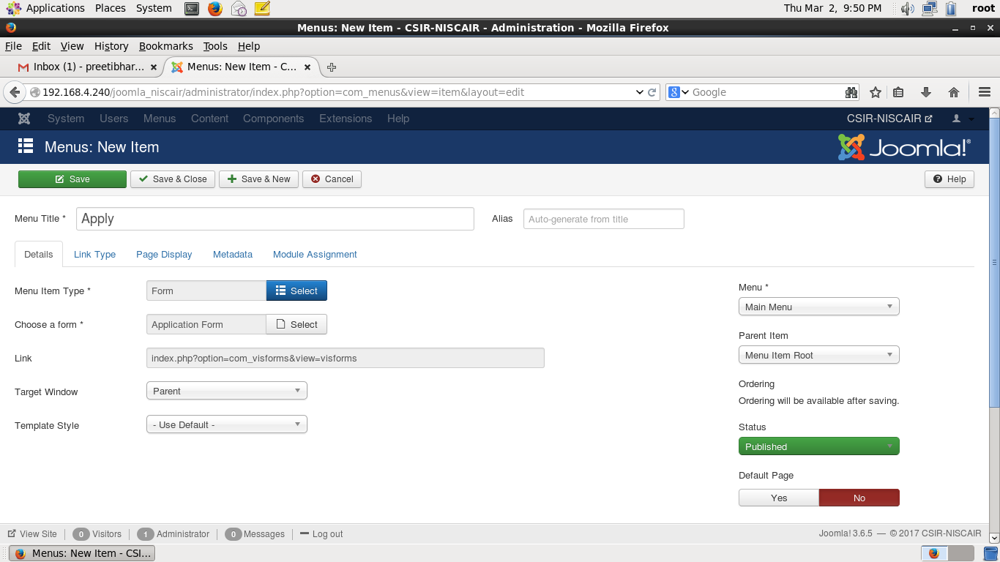 Applications Places System Thu Mar 2, 9:50 PM root
Menus: New Item - CSIR-NISCAIR - Administration - Mozilla Firefox
File Edit View History Bookmarks Tools Help
Inbox (1) - preetibhar... Menus: New Item - C...
192.168.4.240/joomla_niscair/administrator/index.php?option=com_menus&view=item&layout=edit Google
System Users Menus Content Components Extensions Help CSIR-NISCAIR
Menus: New Item Joomla!®
Save Save & Close Save & New Cancel Help
Menu Title * Apply Alias Auto-generate from title
Details Link Type Page Display Metadata Module Assignment
Menu Item Type * Form Select
Choose a form * Application Form Select
Link index.php?option=com_visforms&view=visforms
Target Window Parent
Template Style - Use Default -
Menu *
Main Menu
Parent Item
Menu Item Root
Ordering
Ordering will be available after saving.
Status
Published
Default Page
Yes No
View Site 0 Visitors 1 Administrator 0 Messages Log out Joomla! 3.6.5 — © 2017 CSIR-NISCAIR
Menus: New Item - CSI...